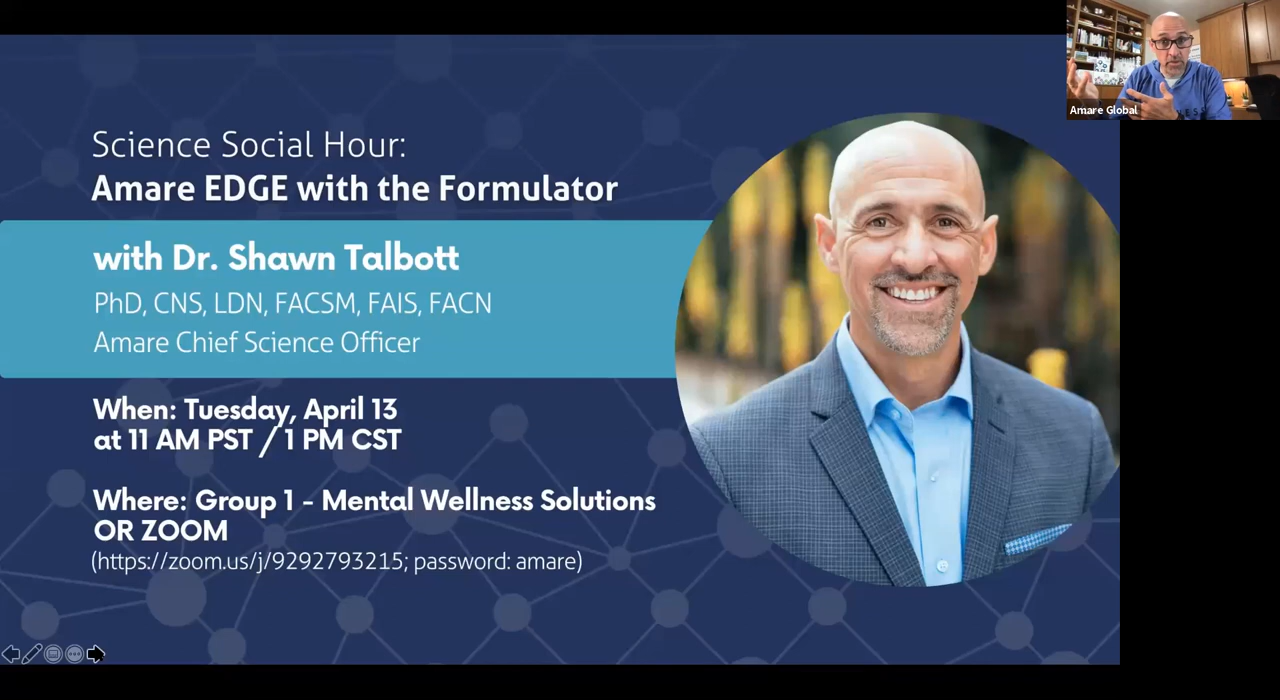 Science Social Hour:
Amare EDGE with the Formulator
with Dr. Shawn Talbott
PhD, CNS, LDN, FACSM, FAIS, FACN
Amare Chief Science Officer
When: Tuesday, April 13
at 11 AM PST / 1 PM CST
Where: Group 1 - Mental Wellness Solutions
OR ZOOM
(https://zoom.us/j/9292793215; password: amare)
Amare Global